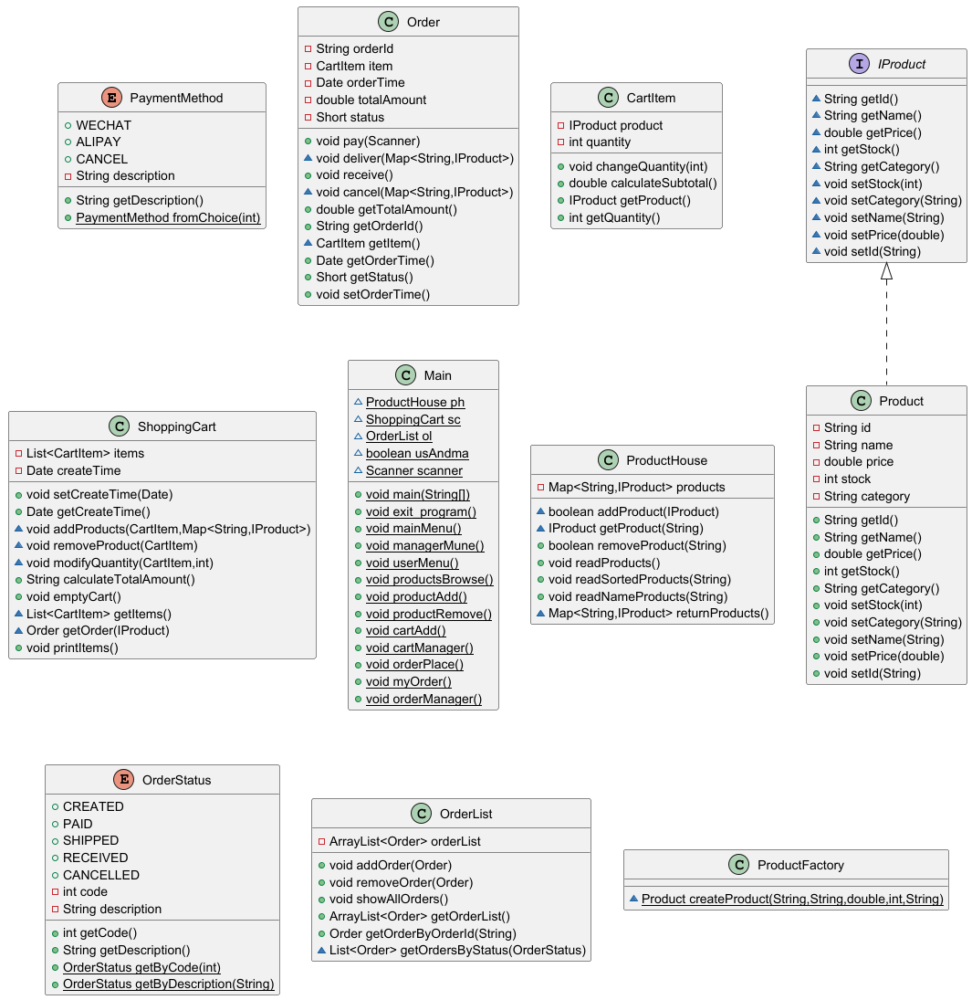 E PaymentMethod
WECHAT
ALIPAY
CANCEL
String description
String getDescription()
PaymentMethod fromChoice(int)
C Order
String orderId
CartItem item
Date orderTime
double totalAmount
Short status
void pay(Scanner)
void deliver(Map<String,IProduct>)
void receive()
void cancel(Map<String,IProduct>)
double getTotalAmount()
String getOrderId()
CartItem getItem()
Date getOrderTime()
Short getStatus()
void setOrderTime()
C CartItem
IProduct product
int quantity
void changeQuantity(int)
double calculateSubtotal()
IProduct getProduct()
int getQuantity()
I IProduct
String getId()
String getName()
double getPrice()
int getStock()
String getCategory()
void setStock(int)
void setCategory(String)
void setName(String)
void setPrice(double)
void setId(String)
C ShoppingCart
List<CartItem> items
Date createTime
void setCreateTime(Date)
Date getCreateTime()
void addProducts(CartItem,Map<String,IProduct>)
void removeProduct(CartItem)
void modifyQuantity(CartItem,int)
String calculateTotalAmount()
void emptyCart()
List<CartItem> getItems()
Order getOrder(IProduct)
void printItems()
C Main
ProductHouse ph
ShoppingCart sc
OrderList ol
boolean usAndma
Scanner scanner
void main(String[])
void exit_program()
void mainMenu()
void managerMune()
void userMenu()
void productsBrowse()
void productAdd()
void productRemove()
void cartAdd()
void cartManager()
void orderPlace()
void myOrder()
void orderManager()
C ProductHouse
Map<String,IProduct> products
boolean addProduct(IProduct)
IProduct getProduct(String)
boolean removeProduct(String)
void readProducts()
void readSortedProducts(String)
void readNameProducts(String)
Map<String,IProduct> returnProducts()
C Product
String id
String name
double price
int stock
String category
String getId()
String getName()
double getPrice()
int getStock()
String getCategory()
void setStock(int)
void setCategory(String)
void setName(String)
void setPrice(double)
void setId(String)
E OrderStatus
CREATED
PAID
SHIPPED
RECEIVED
CANCELLED
int code
String description
int getCode()
String getDescription()
OrderStatus getByCode(int)
OrderStatus getByDescription(String)
C OrderList
ArrayList<Order> orderList
void addOrder(Order)
void removeOrder(Order)
void showAllOrders()
ArrayList<Order> getOrderList()
Order getOrderByOrderId(String)
List<Order> getOrdersByStatus(OrderStatus)
C ProductFactory
Product createProduct(String,String,double,int,String)